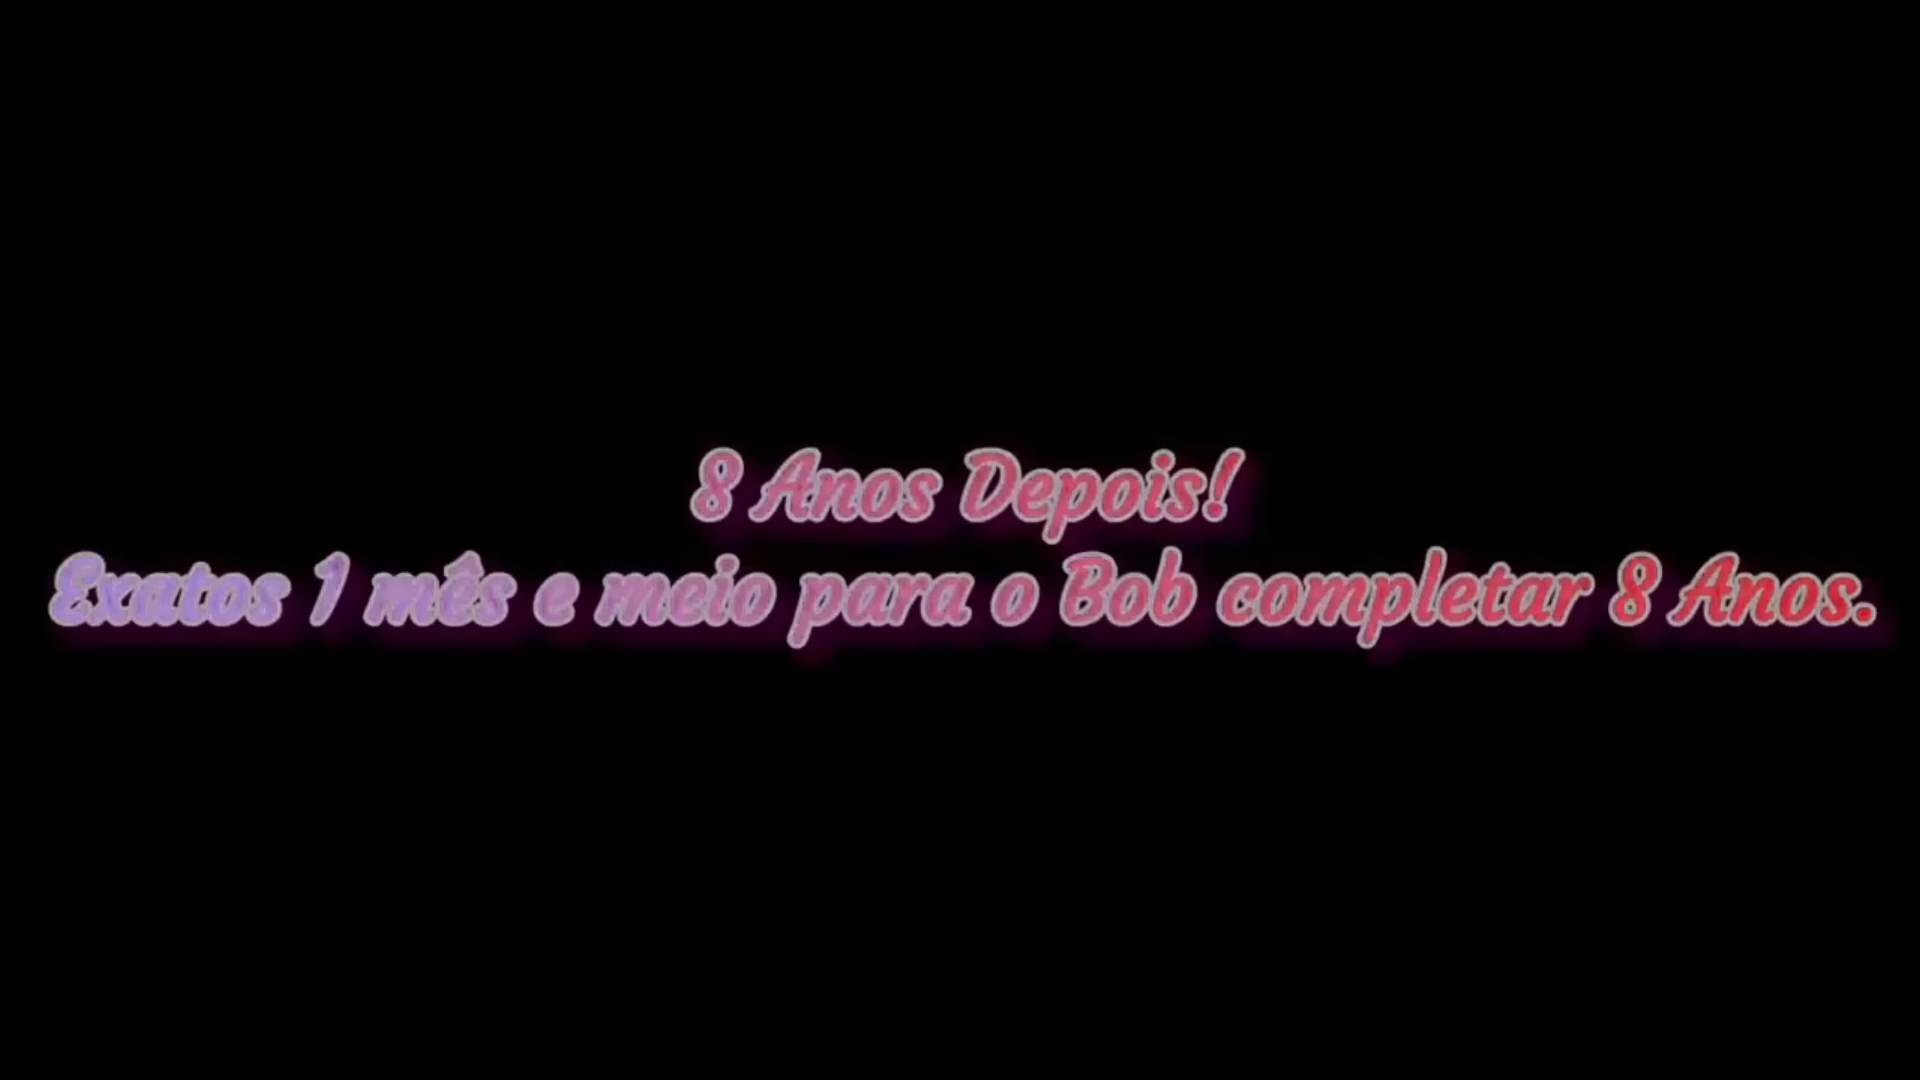 8 Anos Depois!
Exatos 1 mês e meio para o Bob completar 8 Anos.